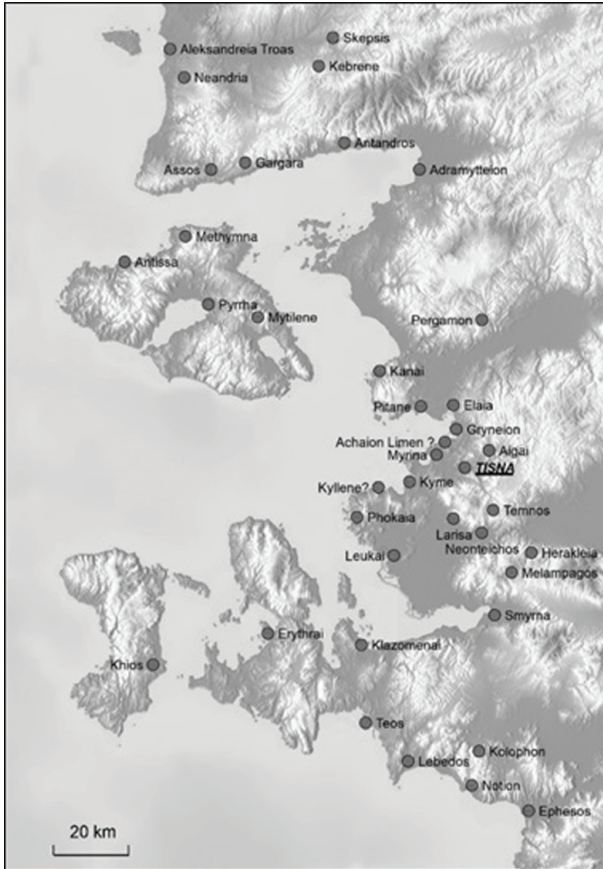 Skepsis
Aleksandreia Troas
Kebrene
Neandria
Antandros
Gargara
Assos
Adramytteion
Methymna
Antissa
Pyrrha
Mytilene
Pergamon
Kanai
Pitane
Elaia
Gryneion
Achaion Limen ?
Aigai
Myrina
TISNA
Kyme
Kyllene?
Temnos
Phokaia
Larisa
Neonteichos
Herakleia
Leukai
Melampagos
Smyrna
Erythrai
Klazomenai
Khios
Teos
Kolophon
Lebedos
Notion
Ephesos
20 km